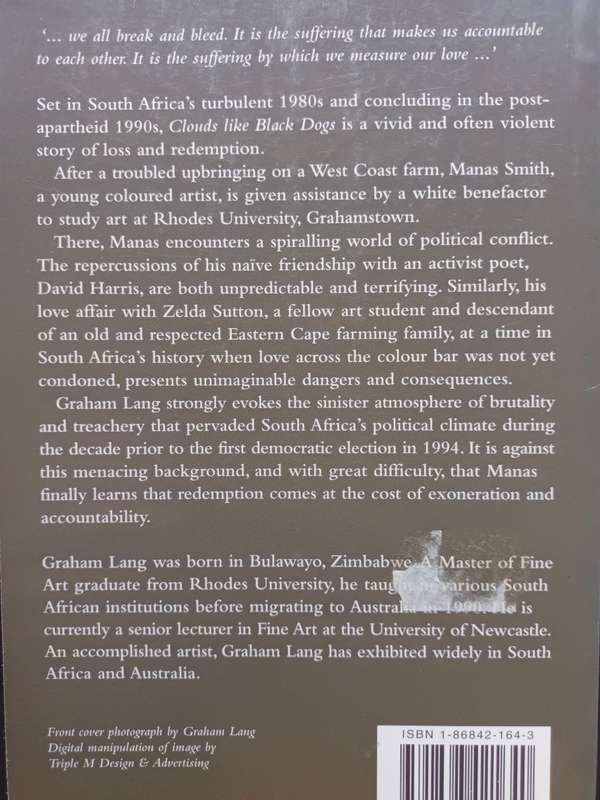 ‘... we all break and bleed. It is the suffering that makes us accountable
to each other. It is the suffering by which we measure our love ...’
Set in South Africa’s turbulent 1980s and concluding in the post-
apartheid 1990s, Clouds like Black Dogs is a vivid and often violent
story of loss and redemption.
After a troubled upbringing on a West Coast farm, Manas Smith,
a young coloured artist, is given assistance by a white benefactor
to study art at Rhodes University, Grahamstown.
There, Manas encounters a spiralling world of political conflict.
The repercussions of his naïve friendship with an activist poet,
David Harris, are both unpredictable and terrifying. Similarly, his
love affair with Zelda Sutton, a fellow art student and descendant
of an old and respected Eastern Cape farming family, at a time in
South Africa’s history when love across the colour bar was not yet
condoned, presents unimaginable dangers and consequences.
Graham Lang strongly evokes the sinister atmosphere of brutality
and treachery that pervaded South Africa’s political climate during
the decade prior to the first democratic election in 1994. It is against
this menacing background, and with great difficulty, that Manas
finally learns that redemption comes at the cost of exoneration and
accountability.
Graham Lang was born in Bulawayo, Zimbabwe. A Master of Fine
Art graduate from Rhodes University, he taught various South
African institutions before migrating to Australia in 1990. He is
currently a senior lecturer in Fine Art at the University of Newcastle.
An accomplished artist, Graham Lang has exhibited widely in South
Africa and Australia.
Front cover photograph by Graham Lang
Digital manipulation of image by
Triple M Design & Advertising
ISBN 1-86842-164-3